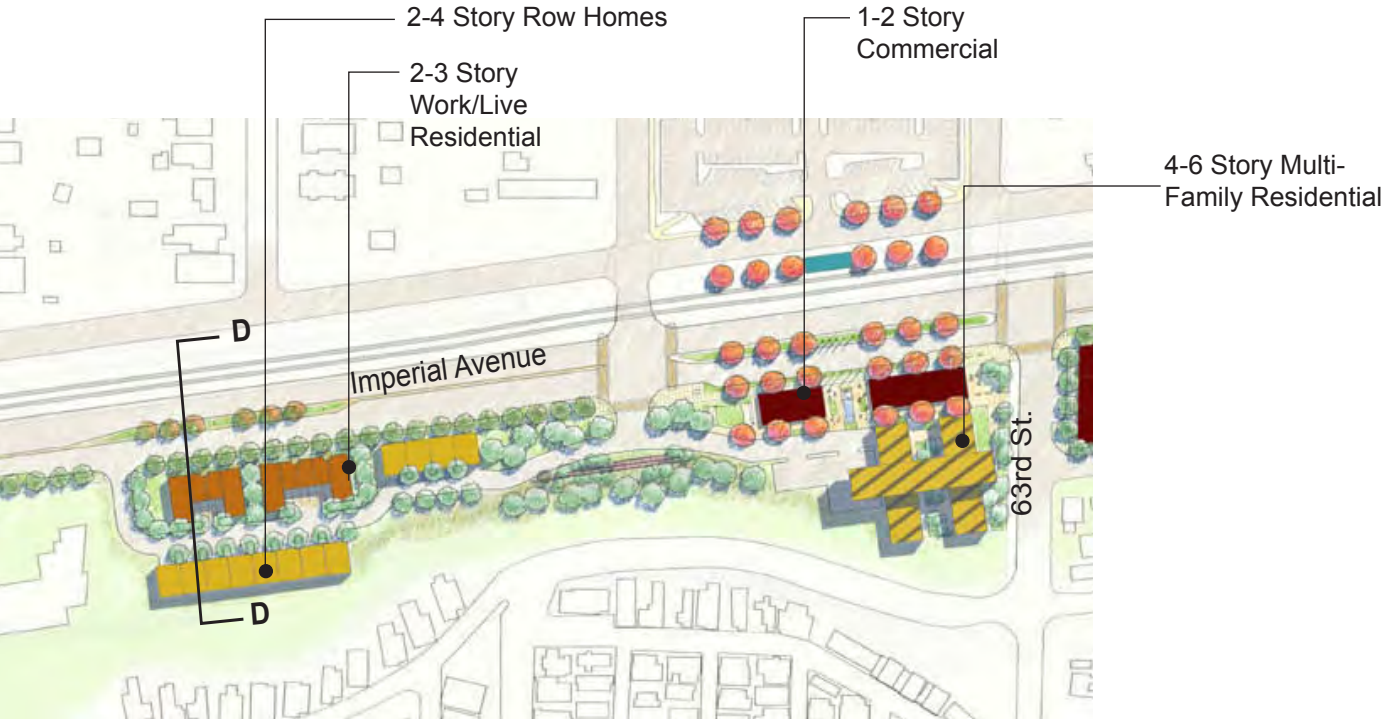 2-4 Story Row Homes
1-2 Story
Commercial
2-3 Story
Work/Live
Residential
4-6 Story Multi-
Family Residential
D
Imperial Avenue
63rd St.
D